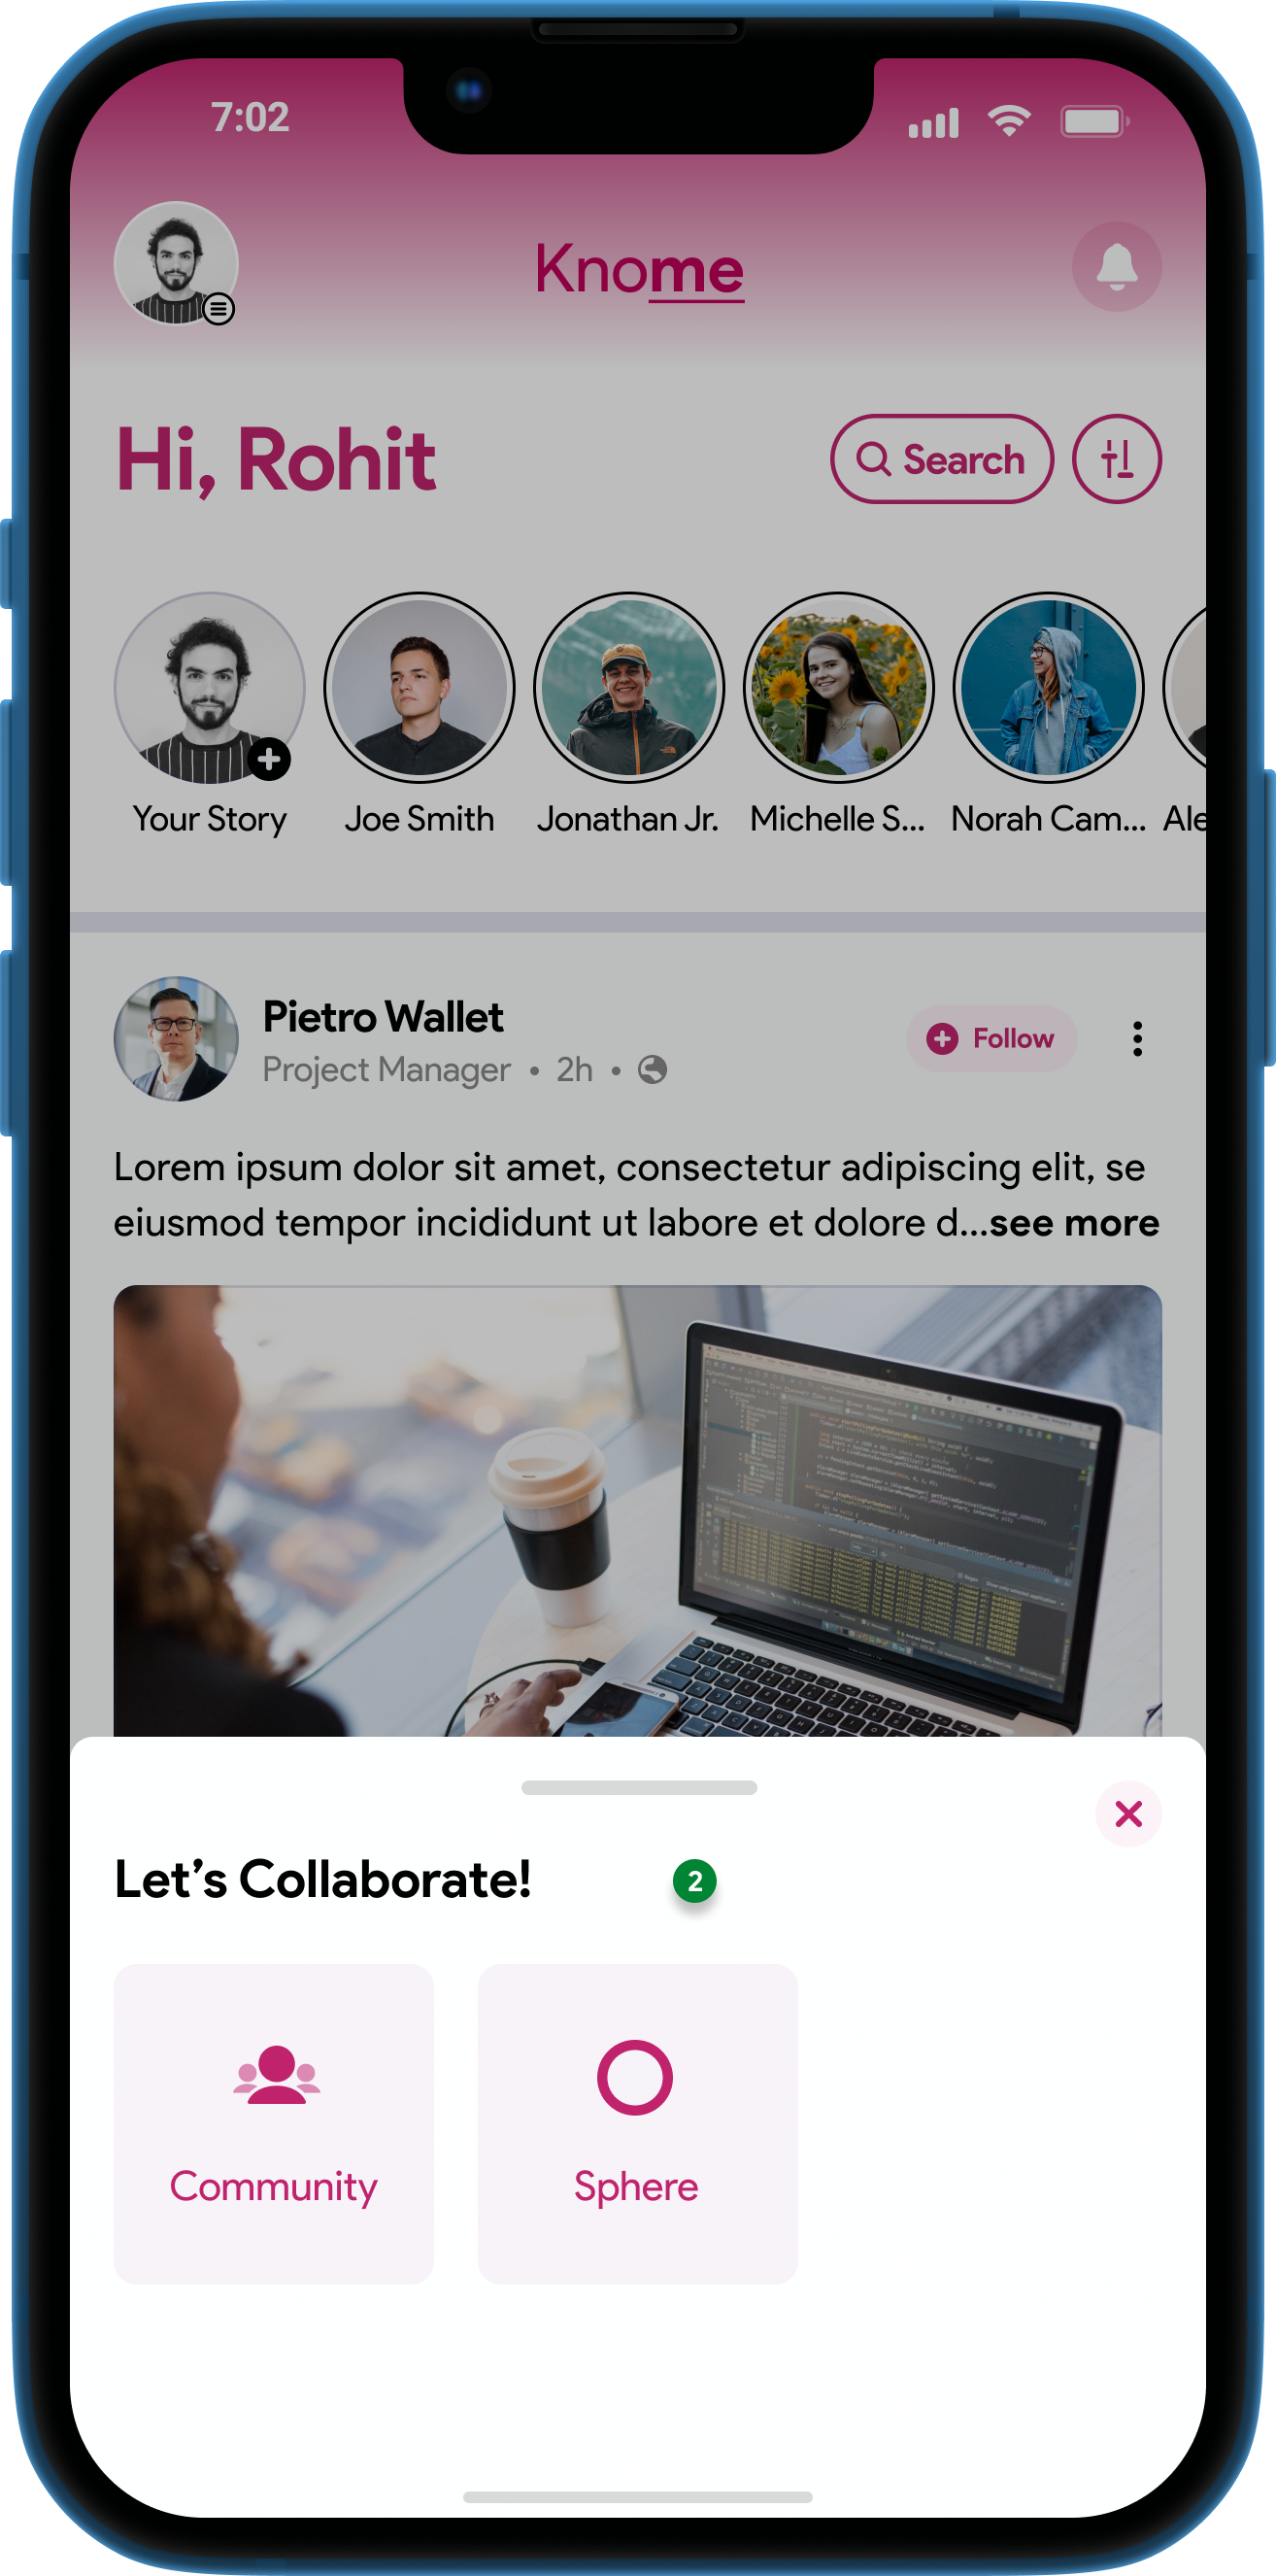 7:02
Knome
Hi, Rohit
Search
Your Story
Joe Smith
Jonathan Jr.
Michelle S...
Norah Cam...
Ale
Pietro Wallet
Project Manager • 2h •
Follow
Lorem ipsum dolor sit amet, consectetur adipiscing elit, se
eiusmod tempor incididunt ut labore et dolore d...see more
Let’s Collaborate!
2
Community
Sphere